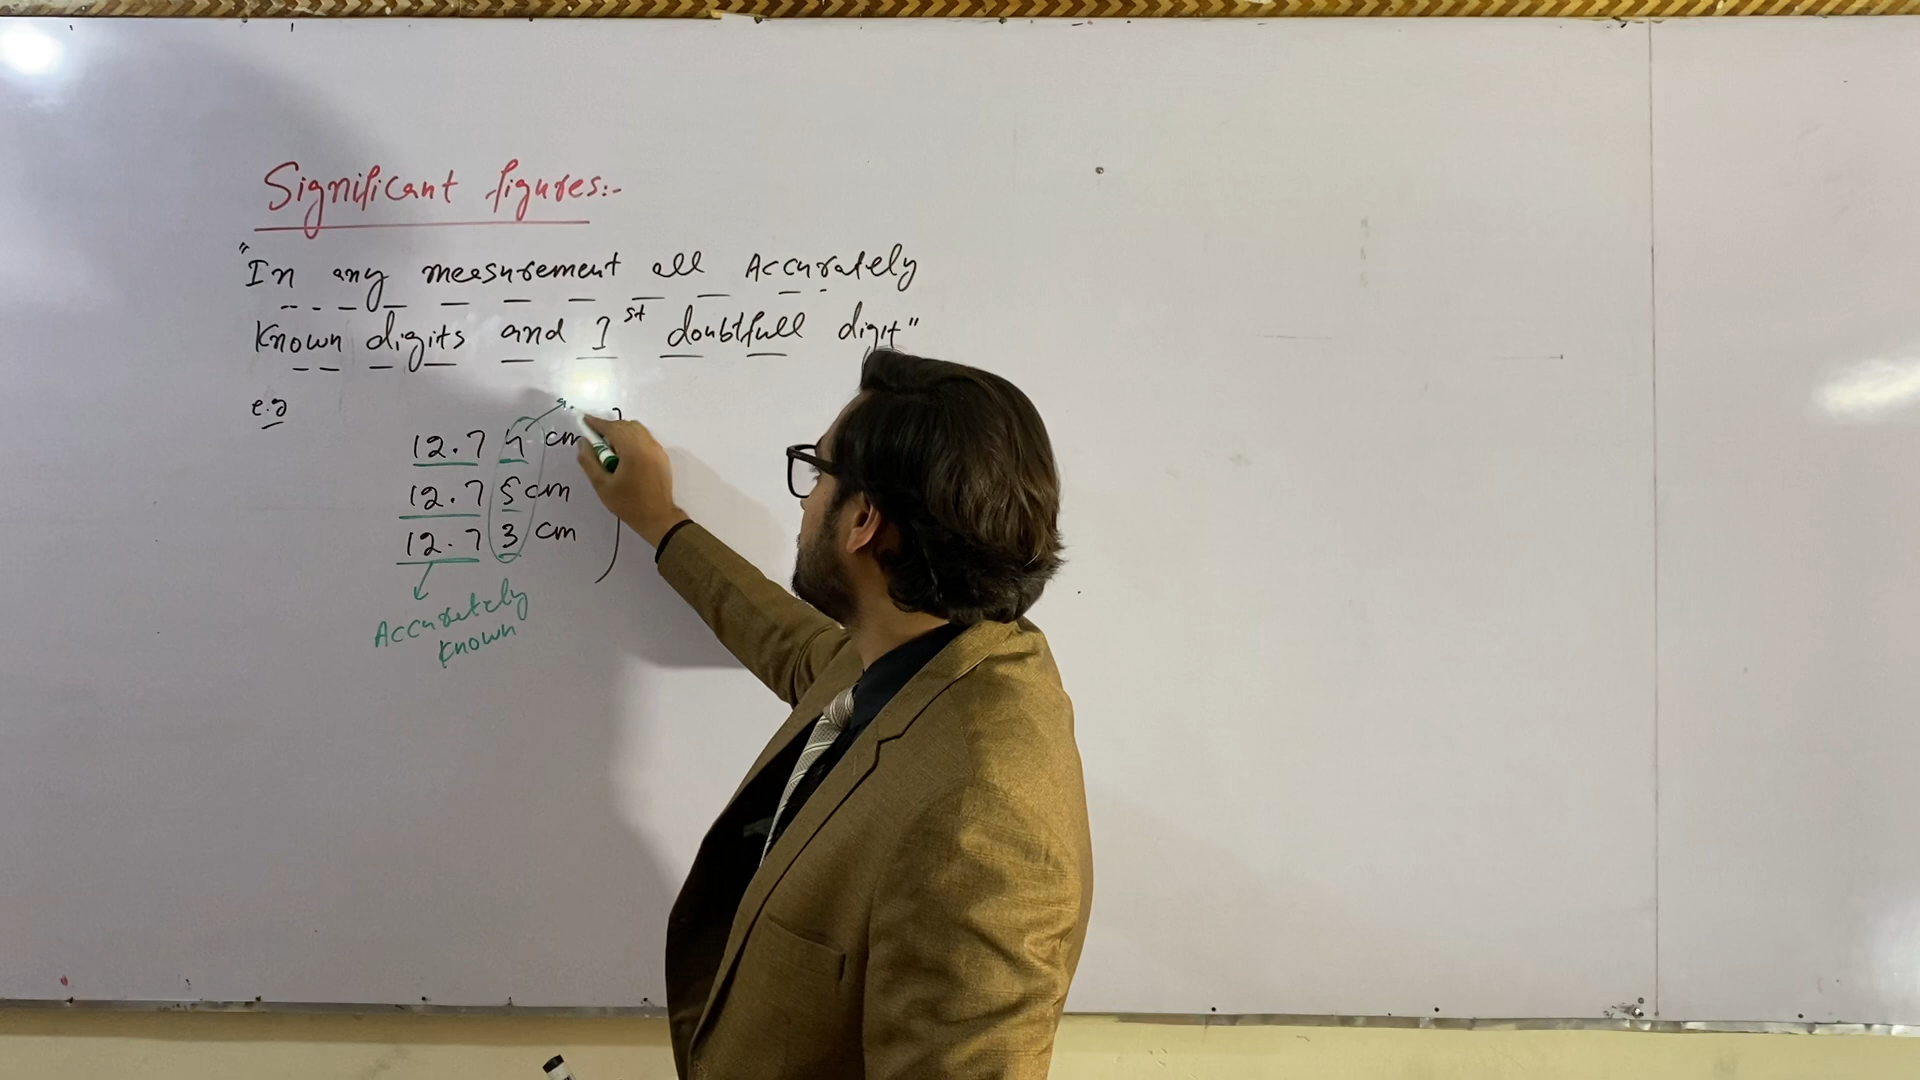 Significant figures:-
"In any measurement all Accurately
Known digits and 1st doubtfull digit"
e.g
12.7 4 cm
12.7 5 cm
12.7 3 cm
Accurately
Known